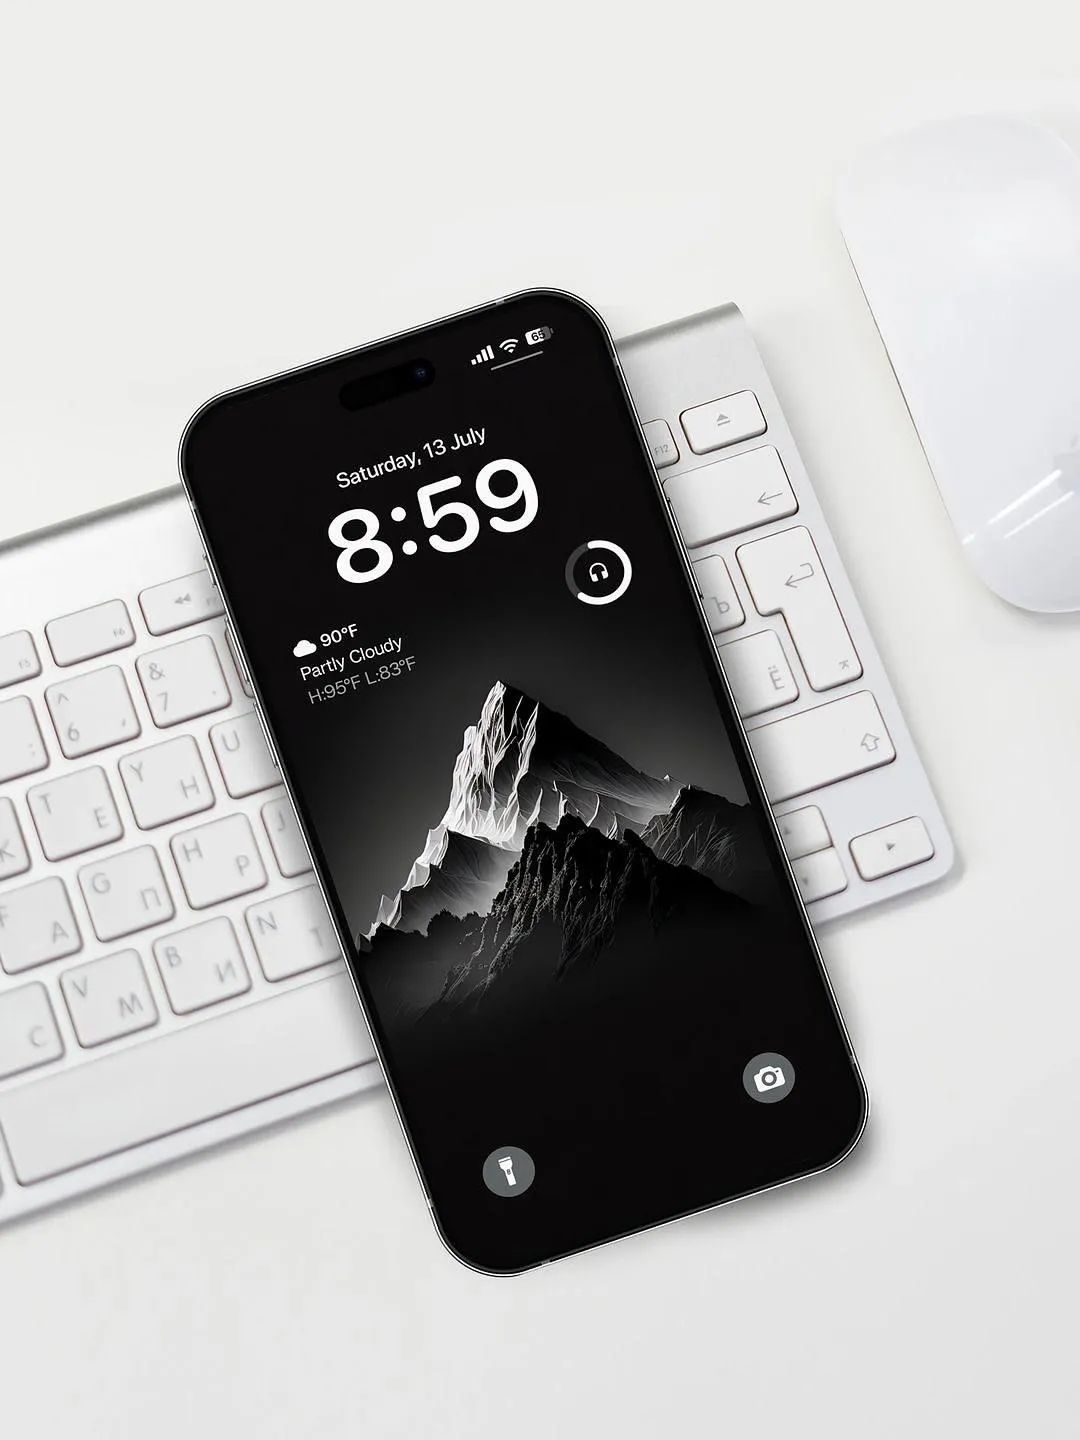 65
Saturday, 13 July
8:59
90°F
Partly Cloudy
H:95°F L:83°F
F12
F5
F6
Ъ
Ё
^
6 ,
&
7 .
:
T Е
Y Н
U
К
F А
G П
H Р
J
С
V М
B И
N Т